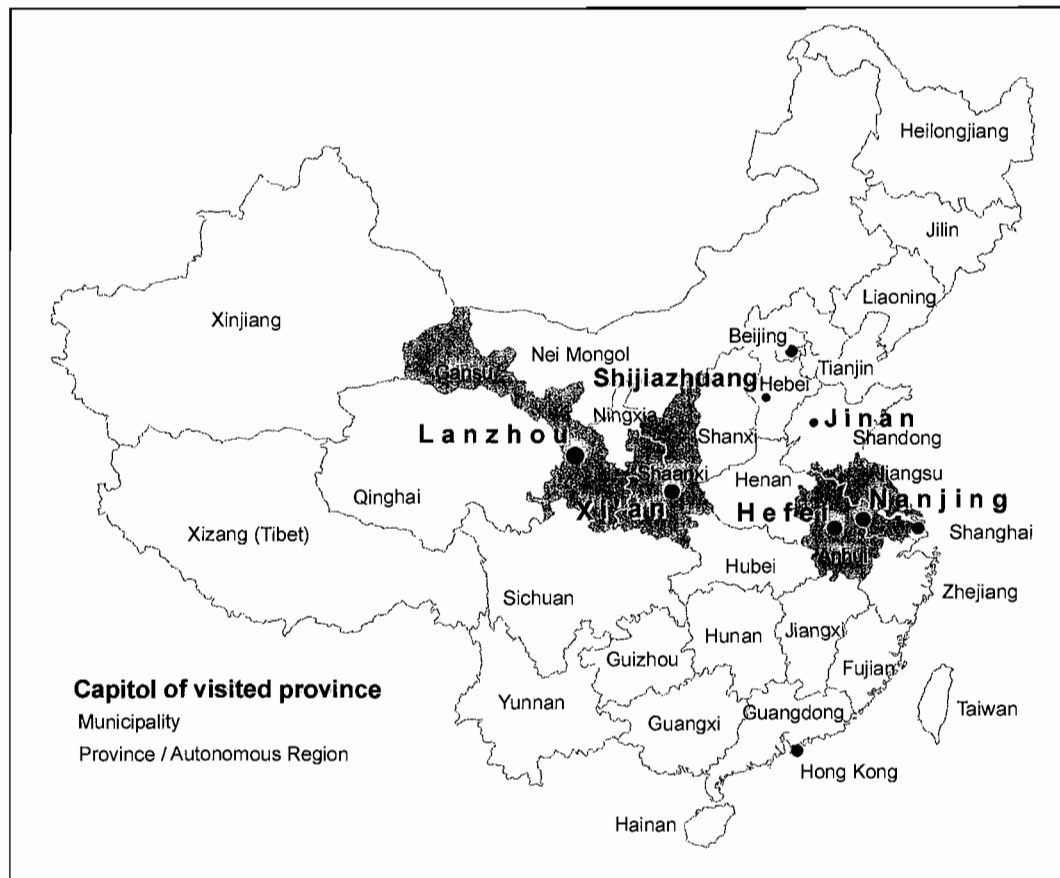 Heilongjiang
Jilin
Liaoning
Xinjiang
Beijing
Nei Mongol
Tianjin
Gansu
Shijiazhuang
Hebei
Ningxia
Jinan
Lanzhou
Shanxi
Shandong
Shaanxi
Henan
Jiangsu
Qinghai
Xi'an
Hefei
Nanjing
Xizang (Tibet)
Shanghai
Anhui
Hubei
Sichuan
Zhejiang
Hunan
Jiangxi
Guizhou
Fujian
Capitol of visited province
Yunnan
Guangdong
Taiwan
Municipality
Guangxi
Province / Autonomous Region
Hong Kong
Hainan